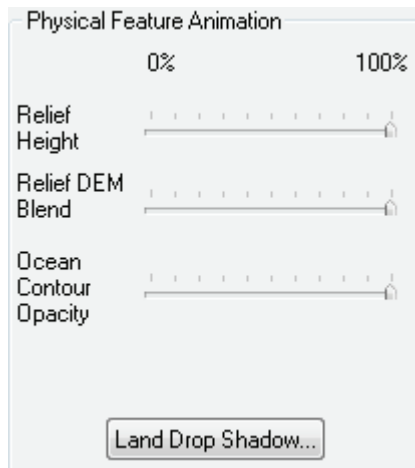 Physical Feature Animation
0% 100%
Relief
Height
Relief DEM
Blend
Ocean
Contour
Opacity
Land Drop Shadow...